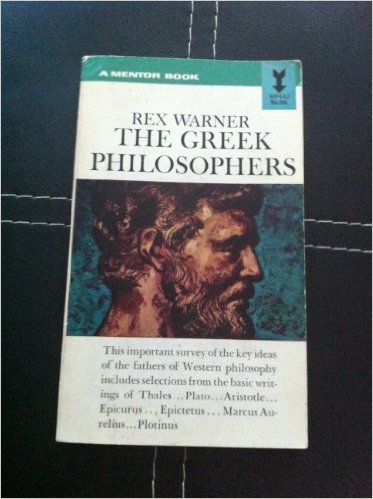 A MENTOR BOOK
REX WARNER
THE GREEK
PHILOSOPHERS
This important survey of the key ideas
of the fathers of Western philosophy
includes selections from the basic writ-
ings of Thales . . Plato... Aristotle...
Epicurus . . , Epictetus . . . Marcus Au-
relius... Plotinus